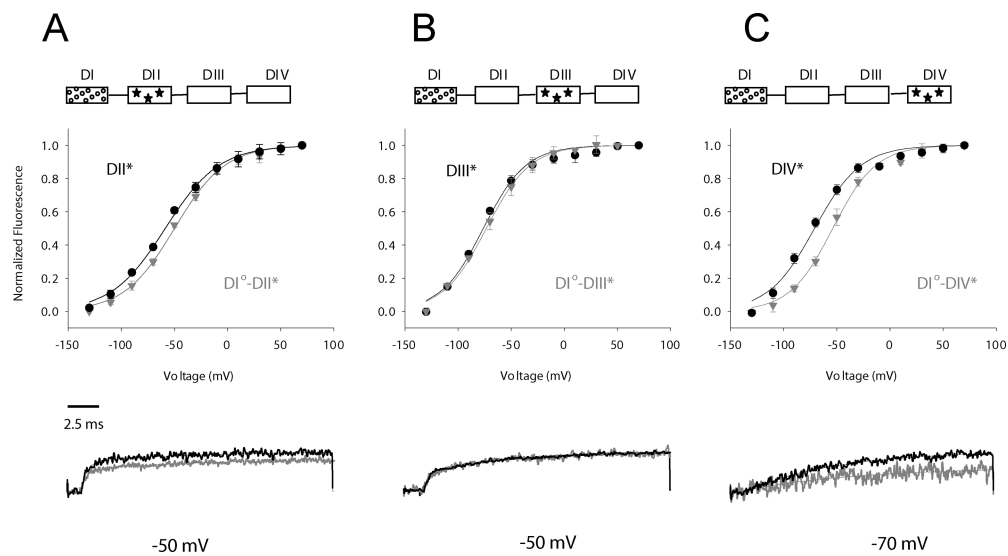 A B C
DI DII DIII DIV DI DII DIII DIV DI DII DIII DIV
Normalized Fluorescence
1.0 1.0 1.0
0.8 0.8 0.8
0.6 0.6 0.6
0.4 0.4 0.4
0.2 0.2 0.2
0.0 0.0 0.0
DII* DIII* DIV*
DI°-DII* DI°-DIII* DI°-DIV*
-150 -100 -50 0 50 100 -150 -100 -50 0 50 100 -150 -100 -50 0 50 100
Voltage (mV) Voltage (mV) Voltage (mV)
2.5 ms
-50 mV -50 mV -70 mV